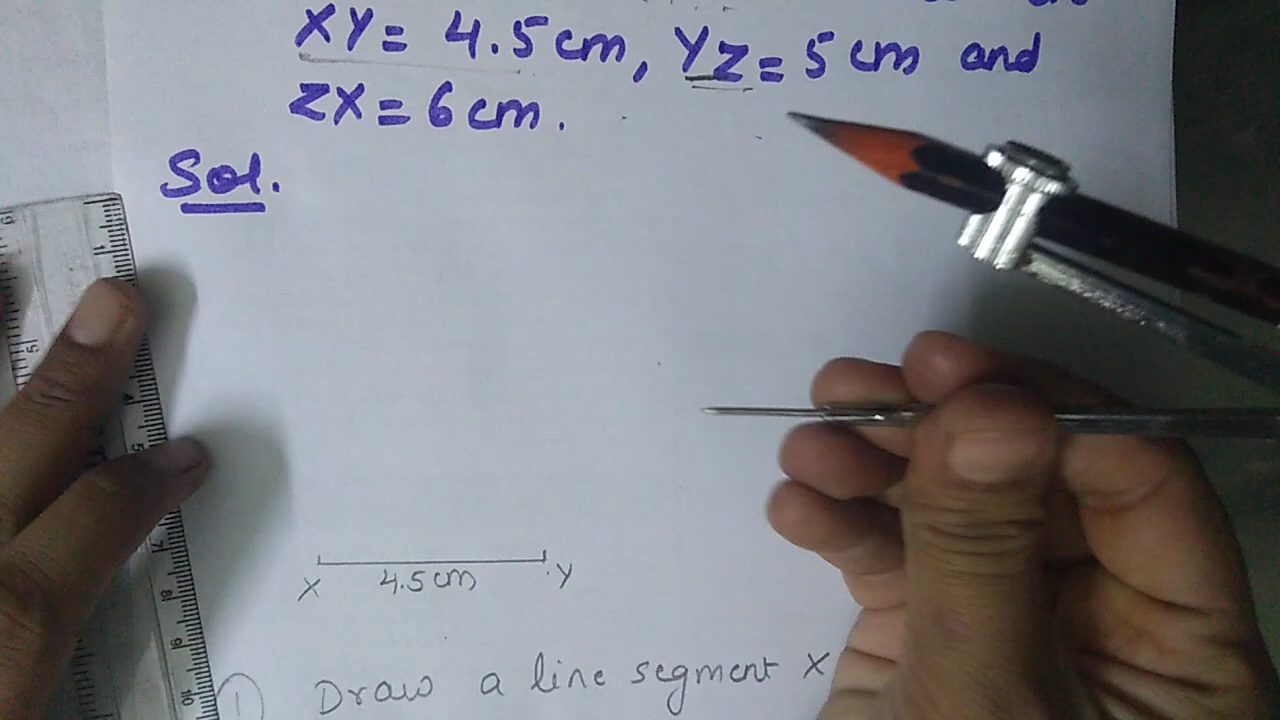 XY = 4.5 cm, YZ = 5 cm and
ZX = 6 cm.
Sol.
X 4.5 cm Y
① Draw a line segment X